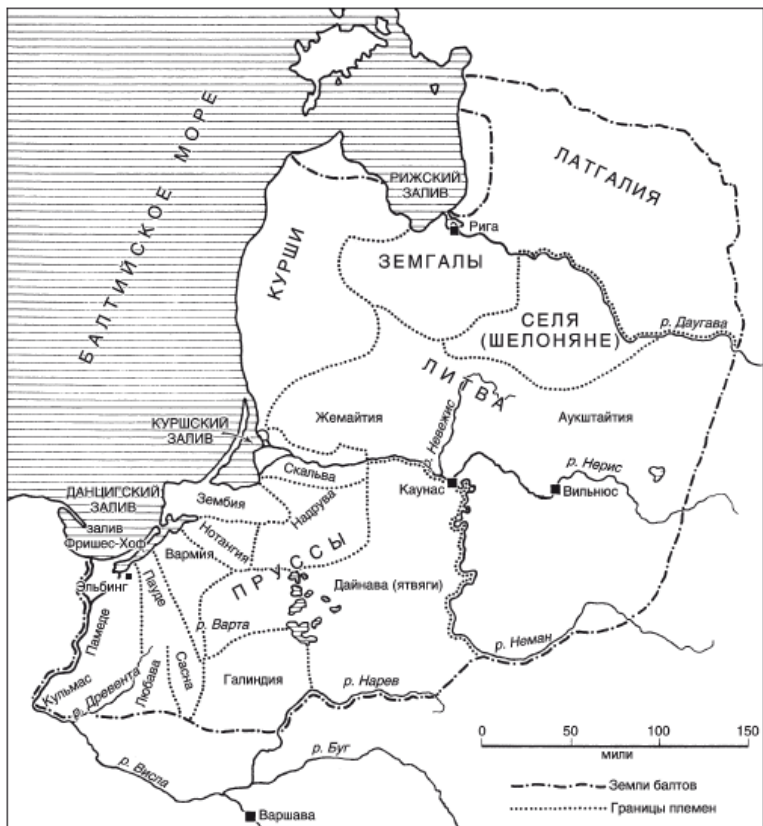 БАЛТИЙСКОЕ МОРЕ
РИЖСКИЙ
ЗАЛИВ
ЛАТГАЛИЯ
Рига
КУРШИ
ЗЕМГАЛЫ
СЕЛЯ
(ШЕЛОНЯНЕ)
р. Даугава
ЛИТВА
Жемайтия
р. Невежис
Аукштайтия
КУРШСКИЙ
ЗАЛИВ
Скальва
Каунас
р. Нерис
Вильнюс
ДАНЦИГСКИЙ
ЗАЛИВ
залив
Фришес-Хоф
Зембия
Надрува
Нотангия
Вармия
ПРУССЫ
Эльбинг
Пауде
Дайнава (ятвяги)
Памеде
р. Варта
р. Неман
Кульмас
р. Древента
Любава
Сасна
Галиндия
р. Нарев
р. Висла
р. Буг
Варшава
0 50 100 150
мили
Земли балтов
Границы племен